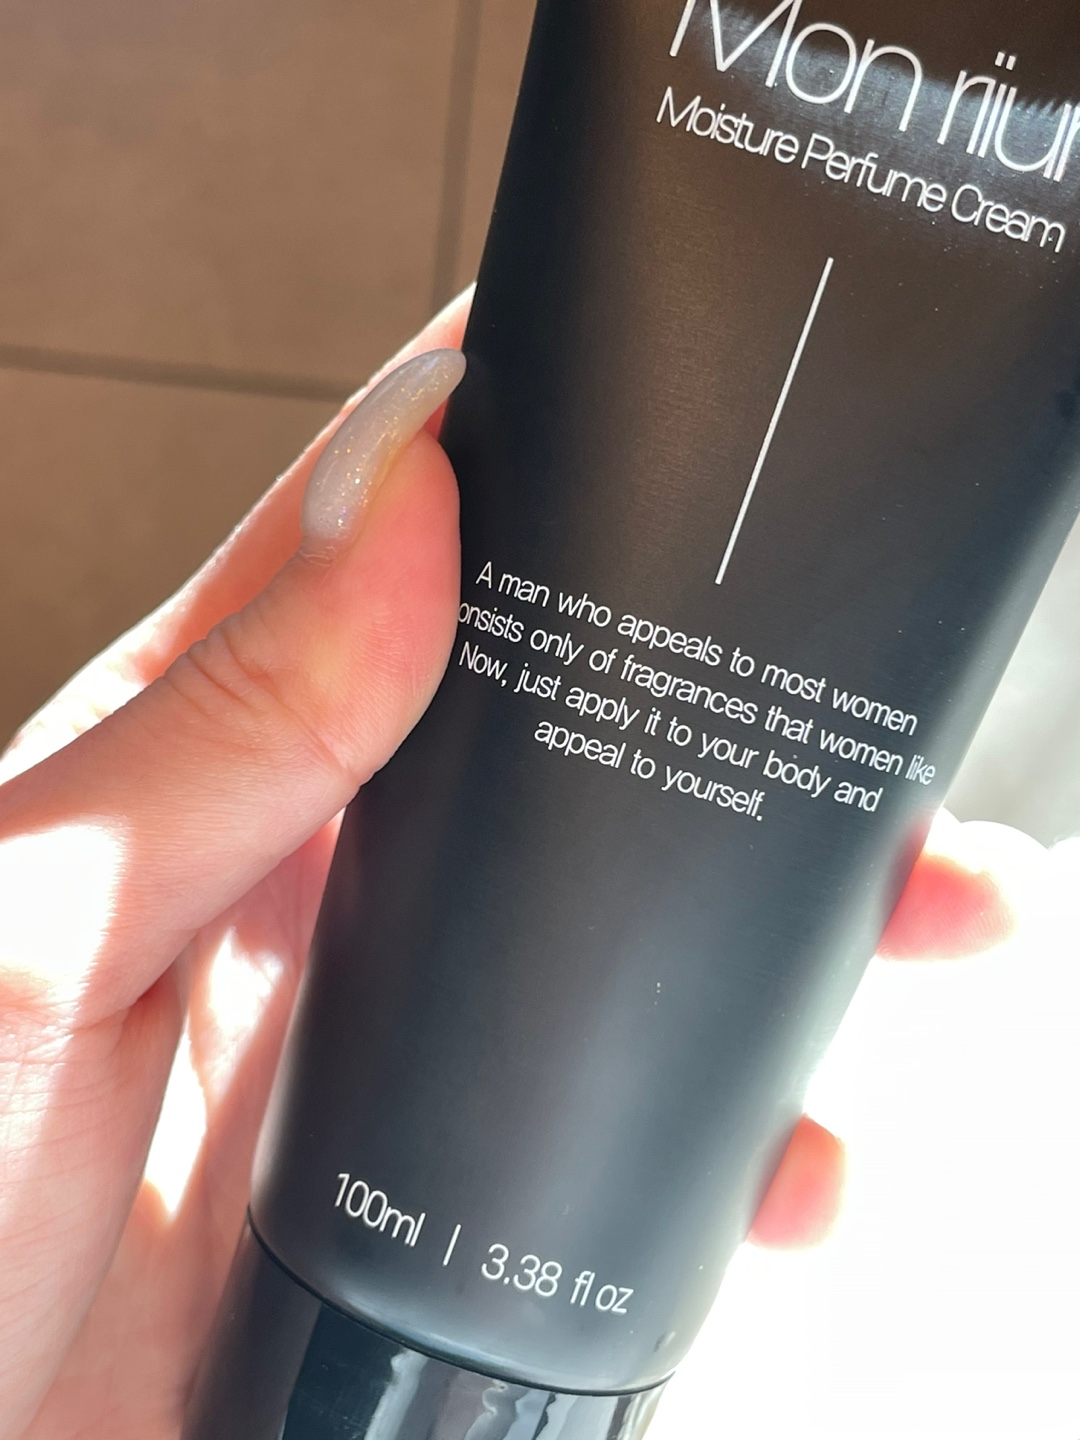 Mon
Moisture Perfume Cream
A man who appeals to most women
onsists only of fragrances that women like
Now, just apply it to your body and
appeal to yourself.
100ml | 3.38 fl oz